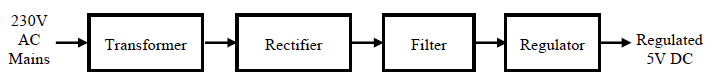 230V
AC
Mains
Transformer
Rectifier
Filter
Regulator
Regulated
5V DC